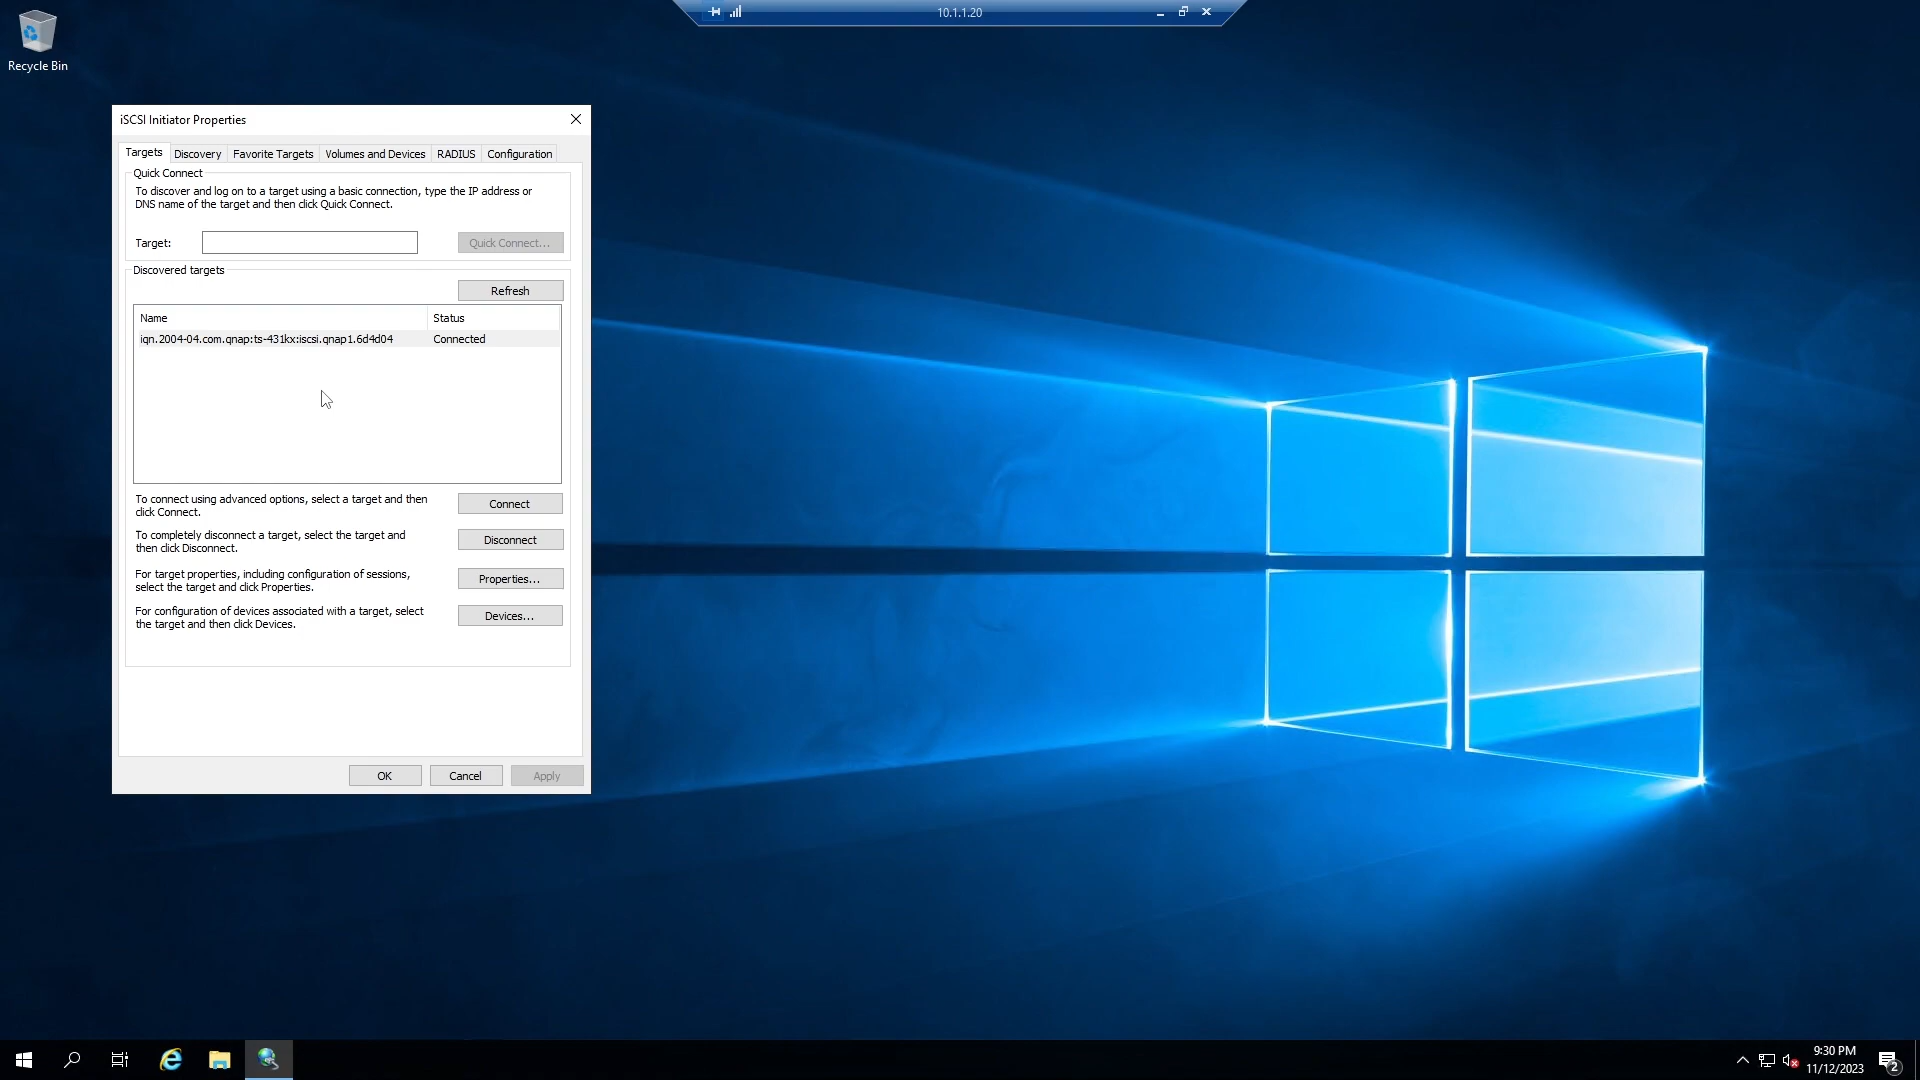 10.1.1.20
Recycle Bin
iSCSI Initiator Properties
Targets
Discovery
Favorite Targets
Volumes and Devices
RADIUS
Configuration
Quick Connect
To discover and log on to a target using a basic connection, type the IP address or
DNS name of the target and then click Quick Connect.
Target:
Quick Connect...
Discovered targets
Refresh
Name
Status
iqn.2004-04.com.qnap:ts-431kx:iscsi.qnap1.6d4d04
Connected
To connect using advanced options, select a target and then
click Connect.
Connect
To completely disconnect a target, select the target and
then click Disconnect.
Disconnect
For target properties, including configuration of sessions,
select the target and click Properties.
Properties...
For configuration of devices associated with a target, select
the target and then click Devices.
Devices...
OK
Cancel
Apply
9:30 PM
11/12/2023
2